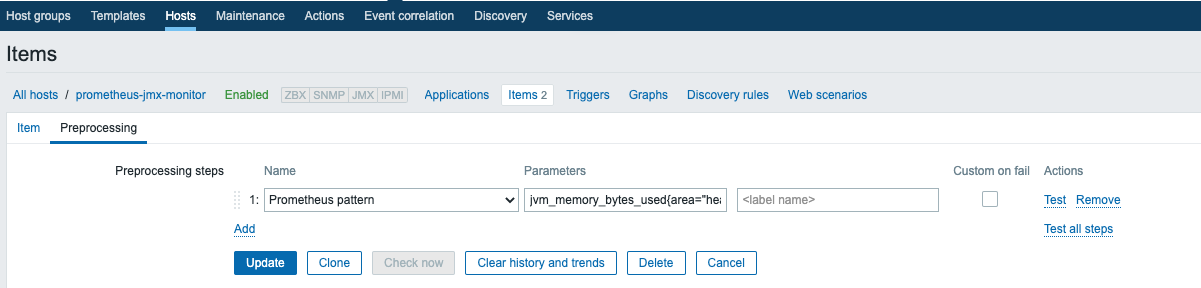 Host groups Templates Hosts Maintenance Actions Event correlation Discovery Services
Items
All hosts / prometheus-jmx-monitor Enabled ZBX SNMP JMX IPMI Applications Items 2 Triggers Graphs Discovery rules Web scenarios
Item Preprocessing
Preprocessing steps Name Parameters Custom on fail Actions
1: Prometheus pattern jvm_memory_bytes_used{area="hea <label name> Test Remove
Add Test all steps
Update Clone Check now Clear history and trends Delete Cancel